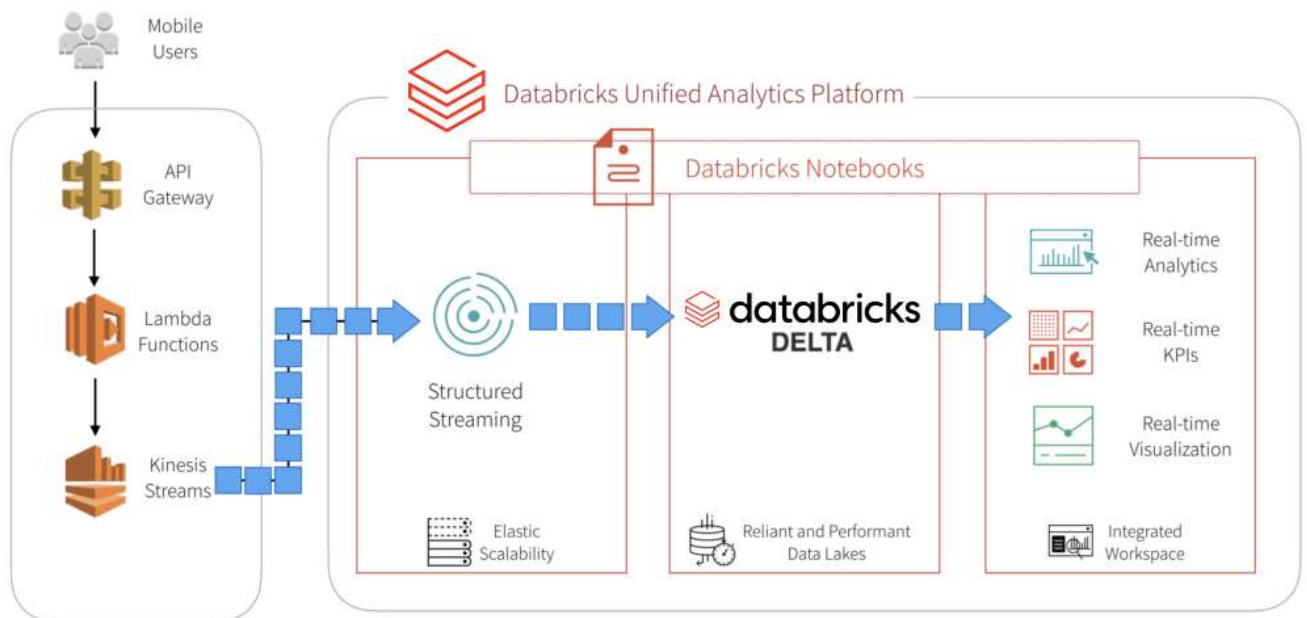 Mobile
Users
API
Gateway
Lambda
Functions
Kinesis
Streams
Databricks Unified Analytics Platform
Databricks Notebooks
Structured
Streaming
Elastic
Scalability
databricks
DELTA
Reliant and Performant
Data Lakes
Real-time
Analytics
Real-time
KPIs
Real-time
Visualization
Integrated
Workspace